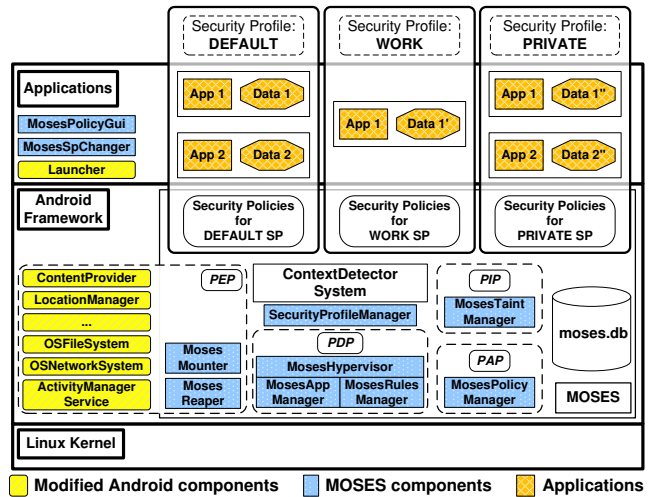 Security Profile:
DEFAULT
Security Profile:
WORK
Security Profile:
PRIVATE
Applications
MosesPolicyGui
MosesSpChanger
Launcher
App 1
Data 1
App 2
Data 2
App 1
Data 1'
App 1
Data 1"
App 2
Data 2"
Android
Framework
Security Policies
for
DEFAULT SP
Security Policies
for
WORK SP
Security Policies
for
PRIVATE SP
ContentProvider
LocationManager
...
OSFileSystem
OSNetworkSystem
ActivityManager
Service
PEP
Moses
Mounter
Moses
Reaper
ContextDetector
System
SecurityProfileManager
PDP
MosesHypervisor
MosesApp
Manager
MosesRules
Manager
PIP
MosesTaint
Manager
PAP
MosesPolicy
Manager
moses.db
MOSES
Linux Kernel
Modified Android components
MOSES components
Applications